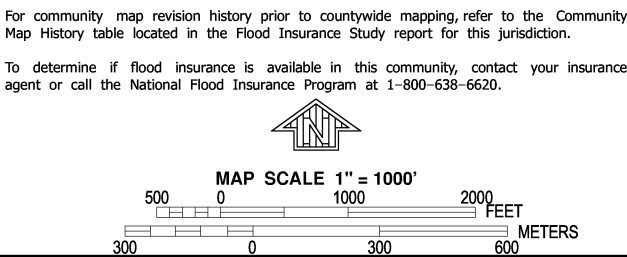 For community map revision history prior to countywide mapping, refer to the Community
Map History table located in the Flood Insurance Study report for this jurisdiction.
To determine if flood insurance is available in this community, contact your insurance
agent or call the National Flood Insurance Program at 1-800-638-6620.
N
MAP SCALE 1" = 1000'
500 0 1000 2000
FEET
METERS
300 0 300 600